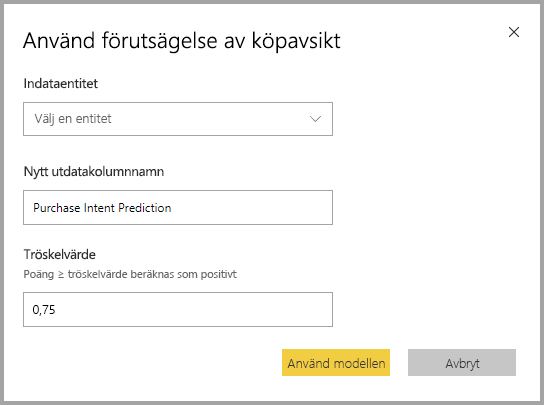 Använd förutsägelse av köpavsikt
Indataentitet
Välj en entitet
Nytt utdatakolumnnamn
Purchase Intent Prediction
Tröskelvärde
Poäng ≥ tröskelvärde beräknas som positivt
0,75
Använd modellen
Avbryt